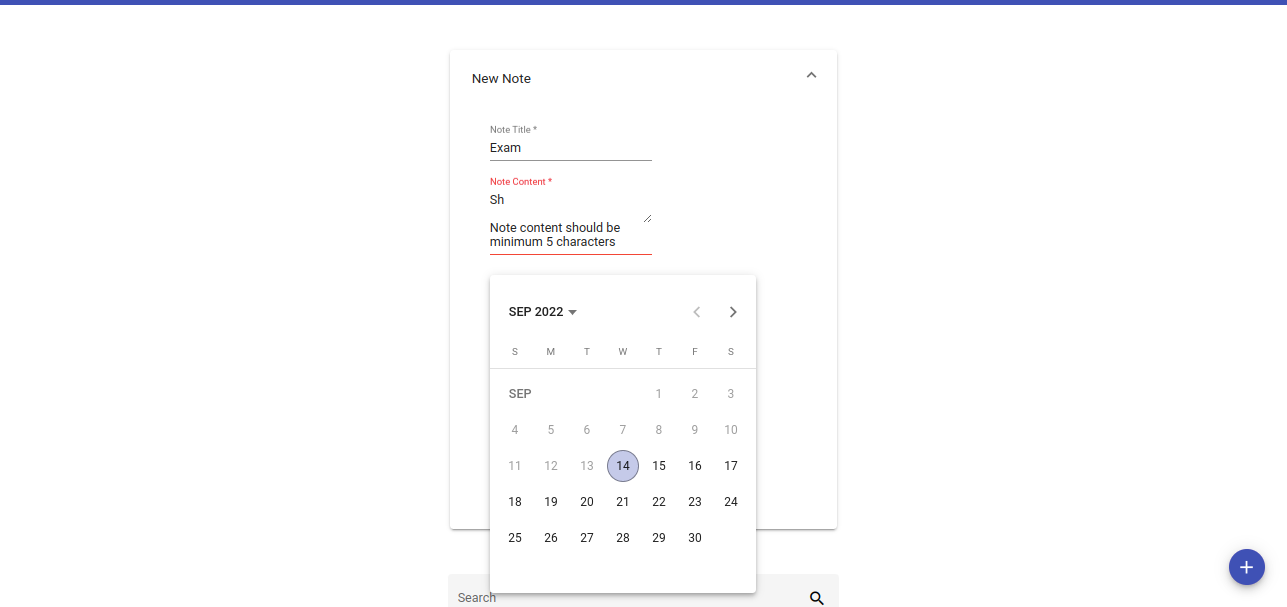 New Note
Note Title *
Exam
Note Content *
Sh
Note content should be
minimum 5 characters
SEP 2022
S M T W T F S
SEP 1 2 3
4 5 6 7 8 9 10
11 12 13 14 15 16 17
18 19 20 21 22 23 24
25 26 27 28 29 30
Search